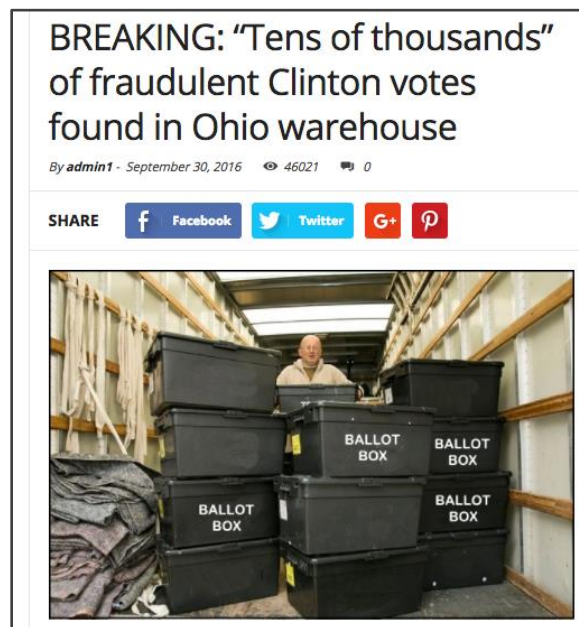 BREAKING: “Tens of thousands”
of fraudulent Clinton votes
found in Ohio warehouse
By admin1 - September 30, 2016 46021 0
SHARE Facebook Twitter G+
BALLOT
BOX
BALLOT
BOX
BALLOT
BOX
BALLOT
BOX